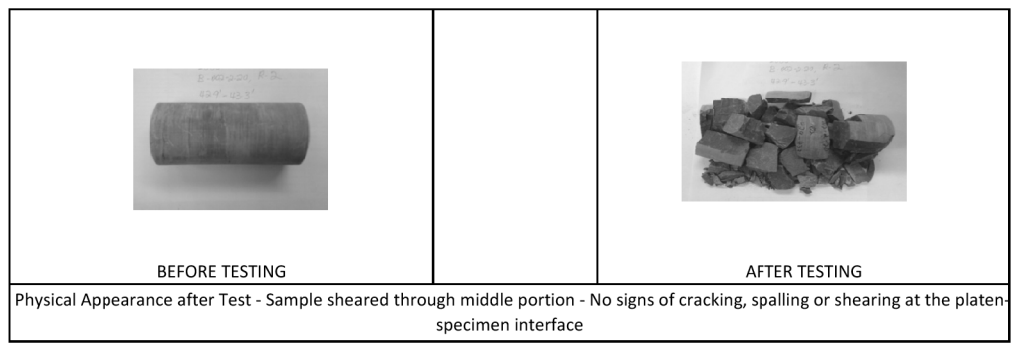 BEFORE TESTING
AFTER TESTING
Physical Appearance after Test - Sample sheared through middle portion - No signs of cracking, spalling or shearing at the platen-
specimen interface